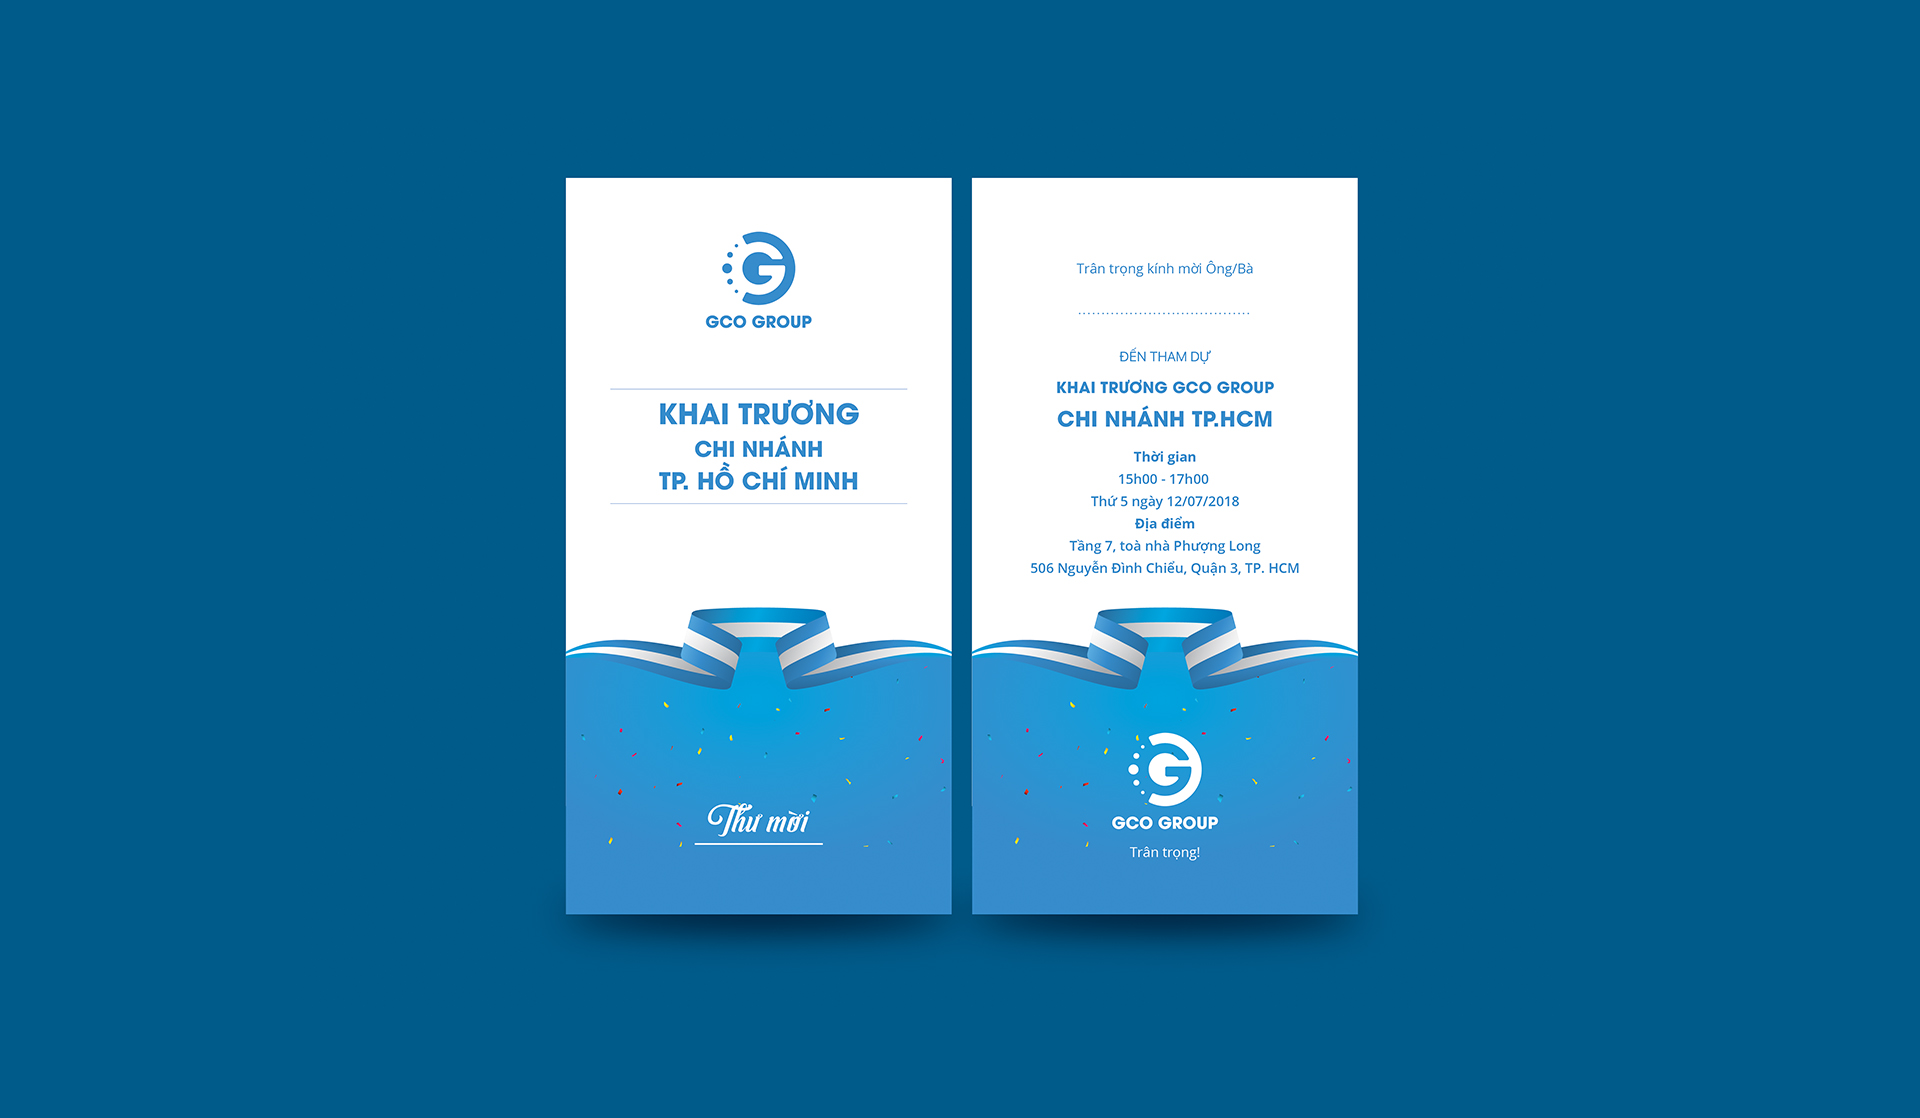 GCO GROUP
KHAI TRƯƠNG
CHI NHÁNH
TP. HỒ CHÍ MINH
Thư mời
Trân trọng kính mời Ông/Bà
.....................................
ĐẾN THAM DỰ
KHAI TRƯƠNG GCO GROUP
CHI NHÁNH TP.HCM
Thời gian
15h00 - 17h00
Thứ 5 ngày 12/07/2018
Địa điểm
Tầng 7, toà nhà Phượng Long
506 Nguyễn Đình Chiểu, Quận 3, TP. HCM
GCO GROUP
Trân trọng!